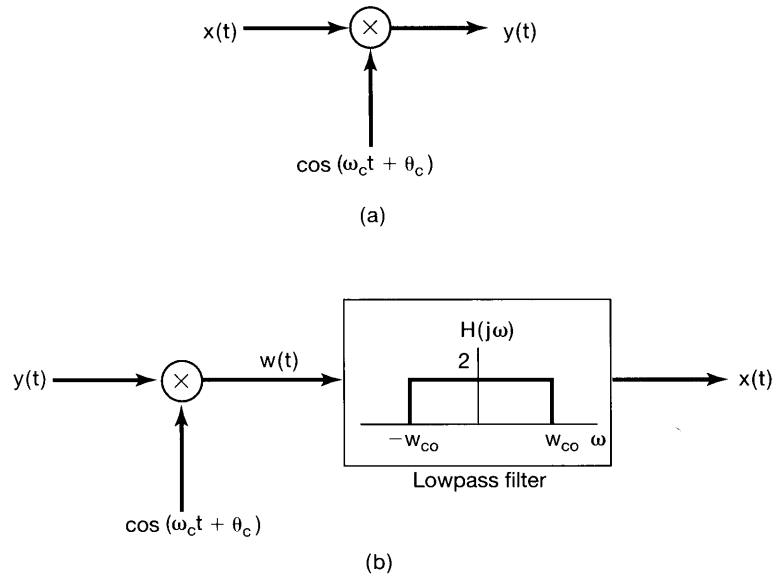 x(t)
×
y(t)
cos (ω_c t + θ_c)
(a)
H(jω)
2
y(t)
×
w(t)
x(t)
−w_co
w_co
ω
Lowpass filter
cos (ω_c t + θ_c)
(b)